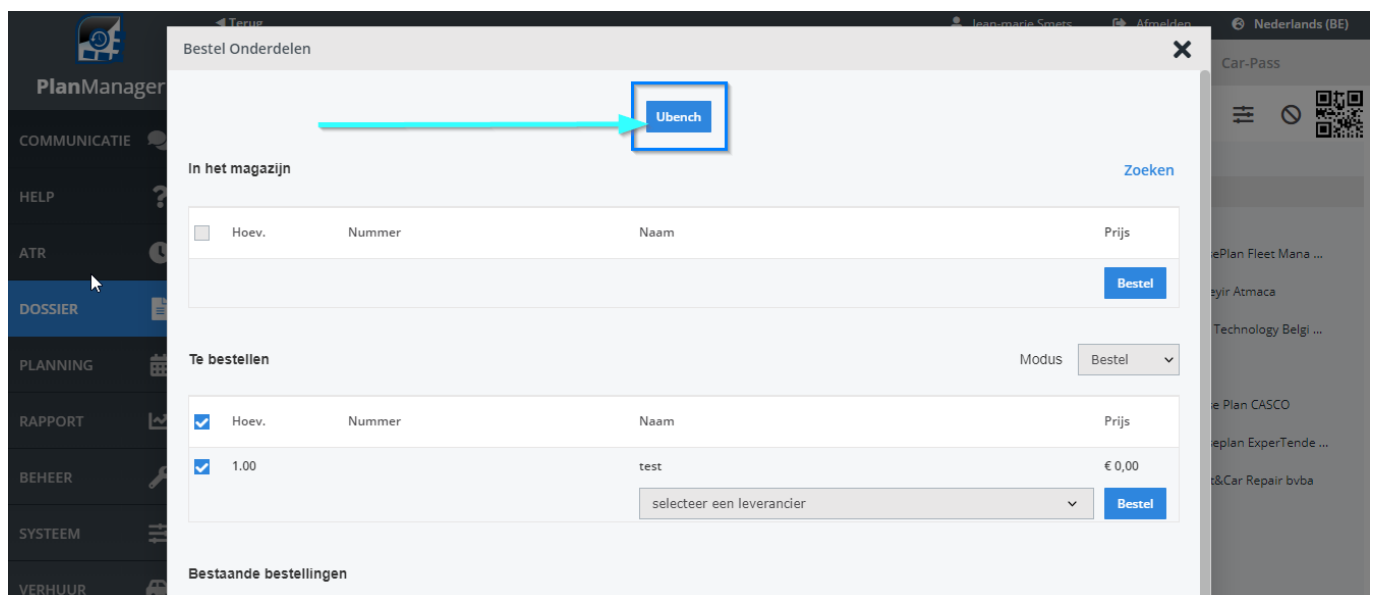 Terug
Jean-marie Smets
Afmelden
Nederlands (BE)
Bestel Onderdelen
Car-Pass
PlanManager
Ubench
COMMUNICATIE
In het magazijn
Zoeken
HELP
Hoev. Nummer Naam Prijs
ATR
ePlan Fleet Mana ...
Bestel
eyir Atmaca
DOSSIER
Technology Belgi ...
Te bestellen
Modus Bestel
PLANNING
e Plan CASCO
RAPPORT
Hoev. Nummer Naam Prijs
eplan ExperTende ...
1.00 test € 0,00
BEHEER
t&Car Repair bvba
selecteer een leverancier Bestel
SYSTEEM
Bestaande bestellingen
VERHUUR